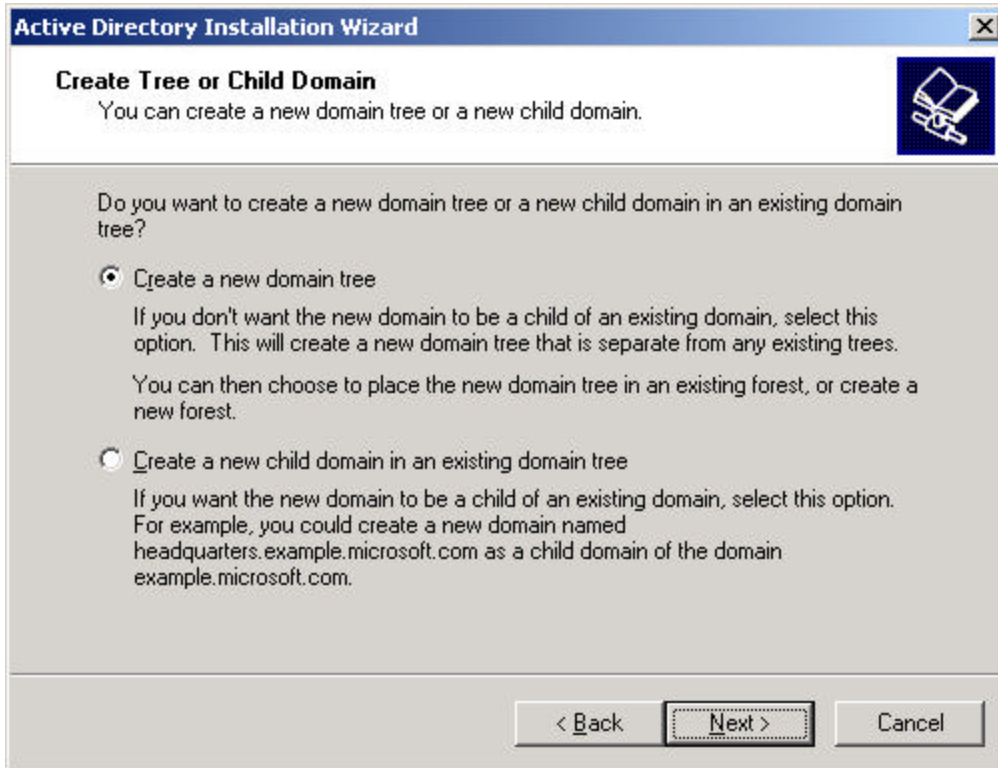 Active Directory Installation Wizard
Create Tree or Child Domain
You can create a new domain tree or a new child domain.
Do you want to create a new domain tree or a new child domain in an existing domain
tree?
Create a new domain tree
If you don't want the new domain to be a child of an existing domain, select this
option. This will create a new domain tree that is separate from any existing trees.
You can then choose to place the new domain tree in an existing forest, or create a
new forest.
Create a new child domain in an existing domain tree
If you want the new domain to be a child of an existing domain, select this option.
For example, you could create a new domain named
headquarters.example.microsoft.com as a child domain of the domain
example.microsoft.com.
< Back Next > Cancel